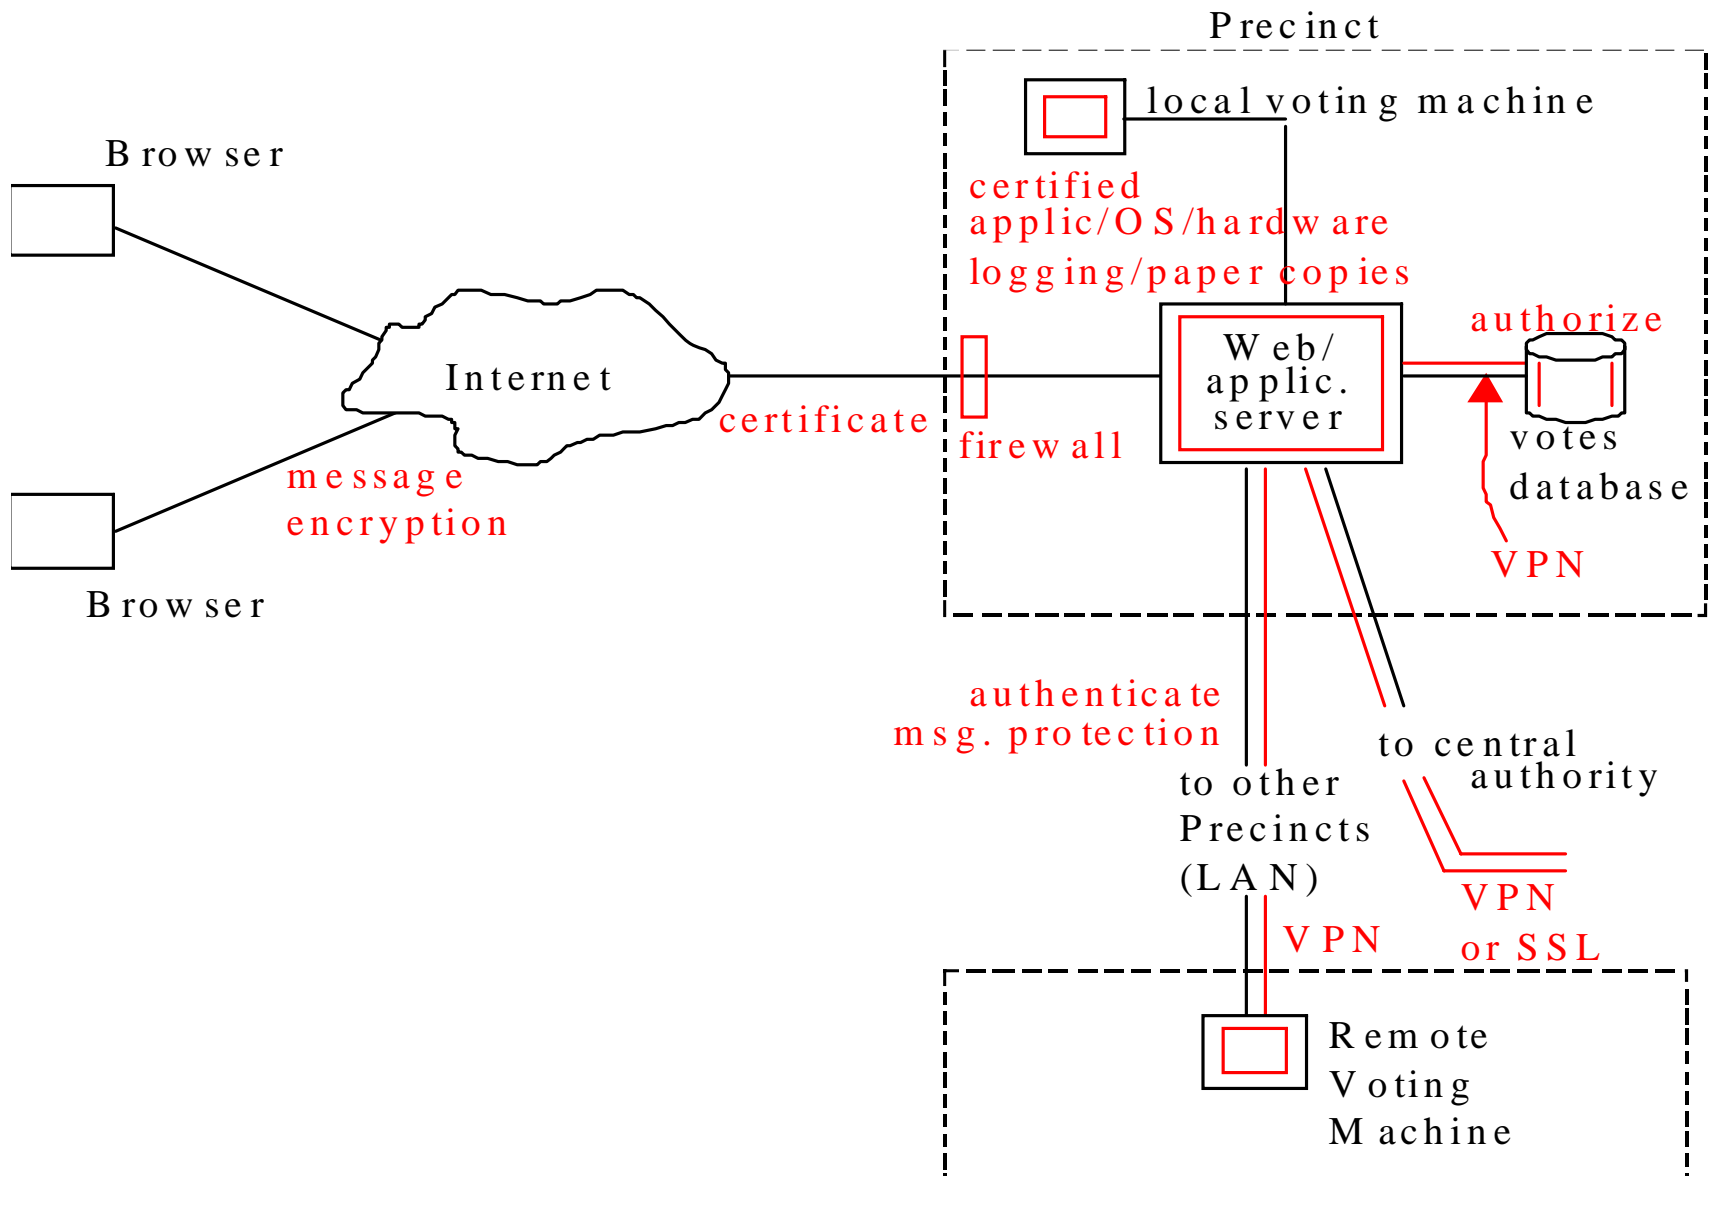 Precinct
local voting machine
Browser
certified
applic/OS/hardware
logging/paper copies
authorize
Web/
applic.
server
Internet
certificate
firewall
votes
database
message
encryption
VPN
Browser
authenticate
msg. protection
to central
authority
to other
Precincts
(LAN)
VPN
or SSL
VPN
Remote
Voting
Machine